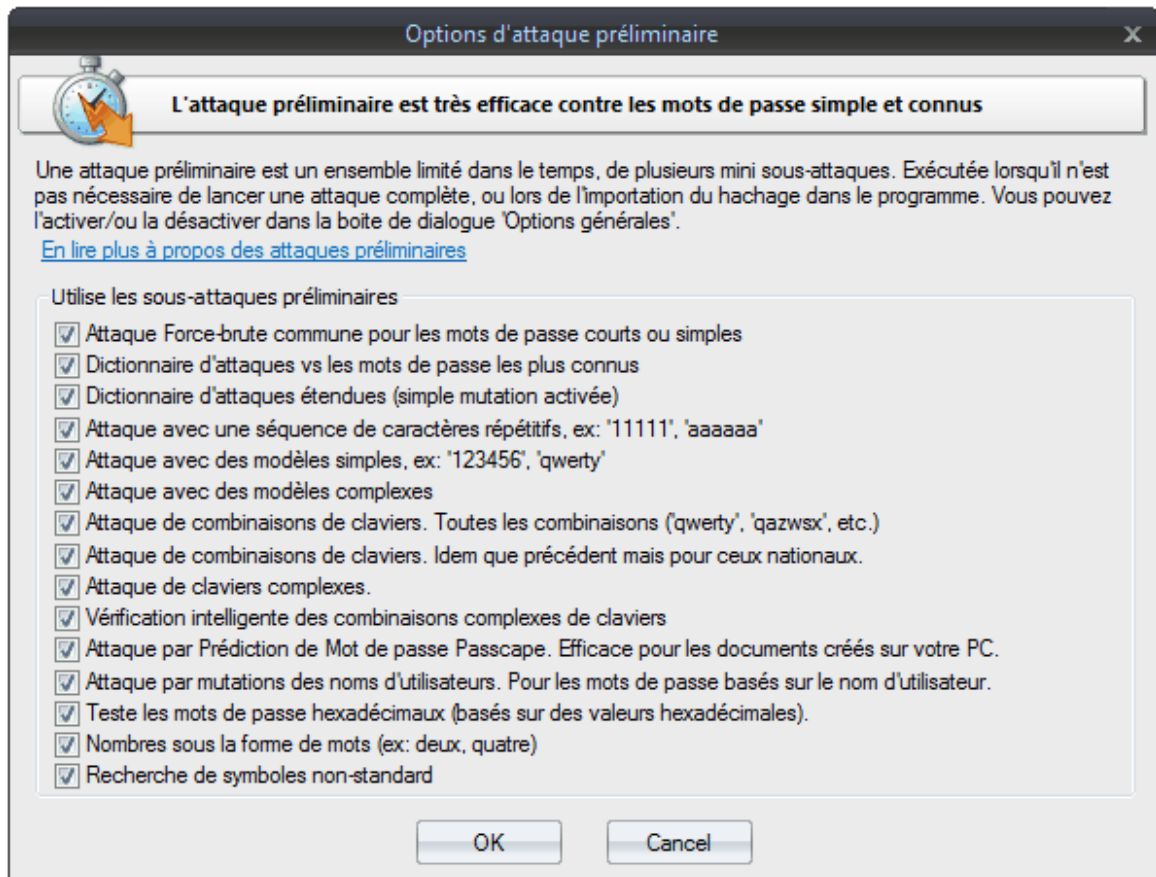 Options d'attaque préliminaire
L'attaque préliminaire est très efficace contre les mots de passe simple et connus
Une attaque préliminaire est un ensemble limité dans le temps, de plusieurs mini sous-attaques. Exécutée lorsqu'il n'est
pas nécessaire de lancer une attaque complète, ou lors de l'importation du hachage dans le programme. Vous pouvez
l'activer/ou la désactiver dans la boite de dialogue 'Options générales'.
En lire plus à propos des attaques préliminaires
Utilise les sous-attaques préliminaires
Attaque Force-brute commune pour les mots de passe courts ou simples
Dictionnaire d'attaques vs les mots de passe les plus connus
Dictionnaire d'attaques étendues (simple mutation activée)
Attaque avec une séquence de caractères répétitifs, ex: '11111', 'aaaaaa'
Attaque avec des modèles simples, ex: '123456', 'qwerty'
Attaque avec des modèles complexes
Attaque de combinaisons de claviers. Toutes les combinaisons ('qwerty', 'qazwsx', etc.)
Attaque de combinaisons de claviers. Idem que précédent mais pour ceux nationaux.
Attaque de claviers complexes.
Vérification intelligente des combinaisons complexes de claviers
Attaque par Prédiction de Mot de passe Passcape. Efficace pour les documents créés sur votre PC.
Attaque par mutations des noms d'utilisateurs. Pour les mots de passe basés sur le nom d'utilisateur.
Teste les mots de passe hexadécimaux (basés sur des valeurs hexadécimales).
Nombres sous la forme de mots (ex: deux, quatre)
Recherche de symboles non-standard
OK
Cancel